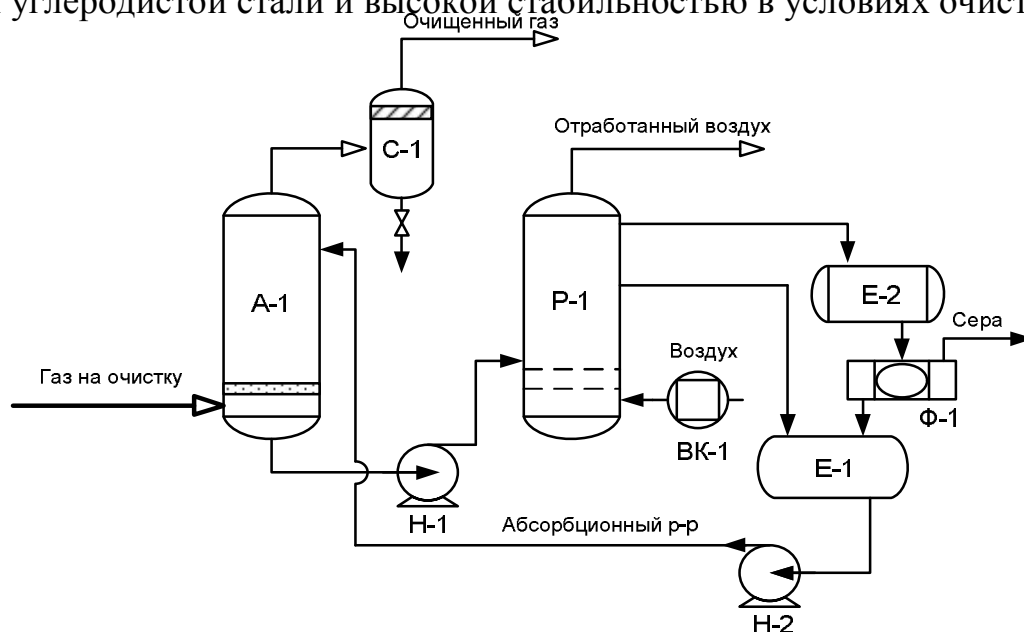 углеродистой стали и высокой стабильностью в условиях очист
Очищенный газ
С-1
Отработанный воздух
А-1
Р-1
Е-2
Сера
Воздух
Газ на очистку
Ф-1
ВК-1
Е-1
Н-1
Абсорбционный р-р
Н-2